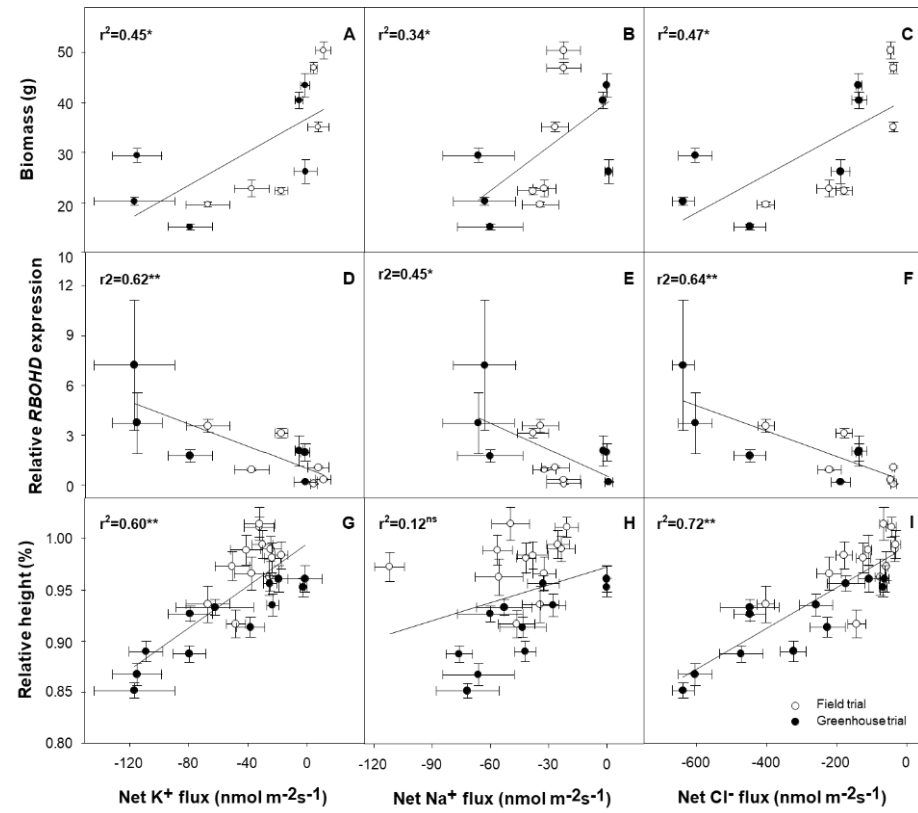 r²=0.45* A
r²=0.34* B
r²=0.47* C
50
40
30
20
Biomass (g)
r2=0.62** D
r2=0.45* E
r2=0.64** F
10
12
9
6
3
0
Relative RBOHD expression
r²=0.60** G
r²=0.12ns H
r²=0.72** I
1.00
0.95
0.90
0.85
0.80
Relative height (%)
Field trial
Greenhouse trial
-120 -80 -40 0
-120 -90 -60 -30 0
-600 -400 -200 0
Net K⁺ flux (nmol m-2s-1)
Net Na⁺ flux (nmol m-2s-1)
Net Cl⁻ flux (nmol m-2s-1)